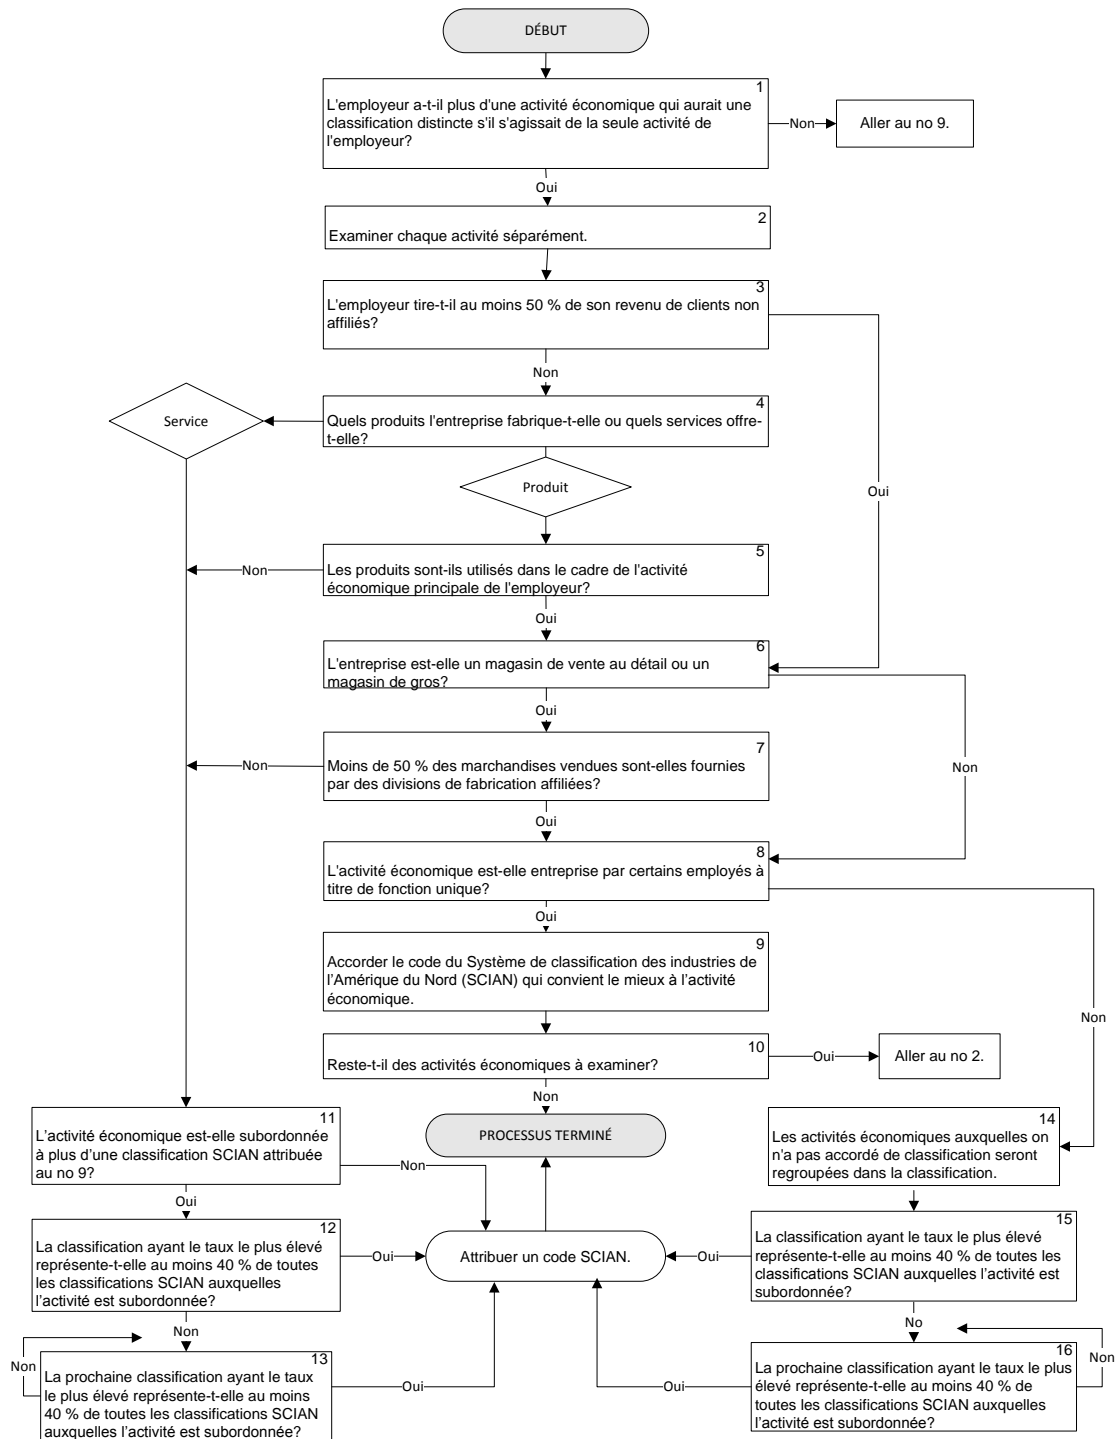 DÉBUT
1
L'employeur a-t-il plus d'une activité économique qui aurait une
classification distincte s'il s'agissait de la seule activité de
l'employeur?
Non
Aller au no 9.
Oui
2
Examiner chaque activité séparément.
3
L'employeur tire-t-il au moins 50 % de son revenu de clients non
affiliés?
Non
Oui
4
Quels produits l'entreprise fabrique-t-elle ou quels services offre-
t-elle?
Service
Produit
5
Les produits sont-ils utilisés dans le cadre de l'activité
économique principale de l'employeur?
Non
Oui
6
L'entreprise est-elle un magasin de vente au détail ou un
magasin de gros?
Oui
Non
7
Moins de 50 % des marchandises vendues sont-elles fournies
par des divisions de fabrication affiliées?
Non
Oui
8
L'activité économique est-elle entreprise par certains employés à
titre de fonction unique?
Oui
Non
9
Accorder le code du Système de classification des industries de
l'Amérique du Nord (SCIAN) qui convient le mieux à l'activité
économique.
10
Reste-t-il des activités économiques à examiner?
Oui
Aller au no 2.
Non
PROCESSUS TERMINÉ
11
L'activité économique est-elle subordonnée
à plus d'une classification SCIAN attribuée
au no 9?
Non
Oui
12
La classification ayant le taux le plus élevé
représente-t-elle au moins 40 % de toutes
les classifications SCIAN auxquelles
l'activité est subordonnée?
Oui
Non
13
La prochaine classification ayant le taux
le plus élevé représente-t-elle au moins
40 % de toutes les classifications SCIAN
auxquelles l'activité est subordonnée?
Non
Oui
Attribuer un code SCIAN.
14
Les activités économiques auxquelles on
n'a pas accordé de classification seront
regroupées dans la classification.
15
La classification ayant le taux le plus élevé
représente-t-elle au moins 40 % de toutes les
classifications SCIAN auxquelles l'activité est
subordonnée?
Oui
No
16
La prochaine classification ayant le taux le plus
élevé représente-t-elle au moins 40 % de
toutes les classifications SCIAN auxquelles
l'activité est subordonnée?
Oui
Non